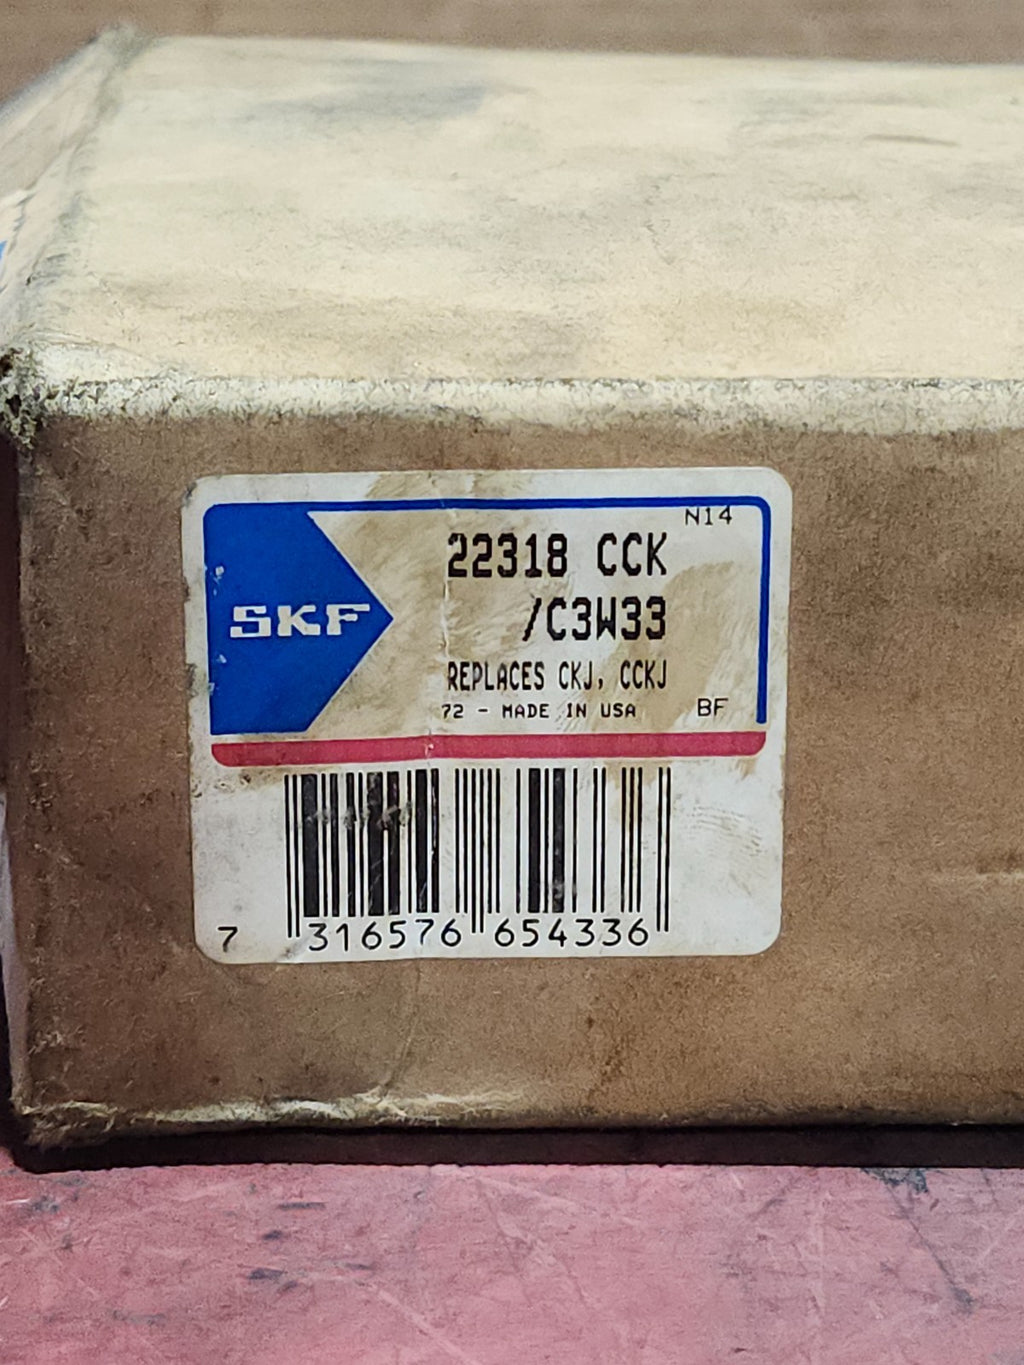 N14
22318 CCK
/C3W33
SKF
REPLACES CKJ, CCKJ
72 - MADE IN USA BF
7 316576 654336